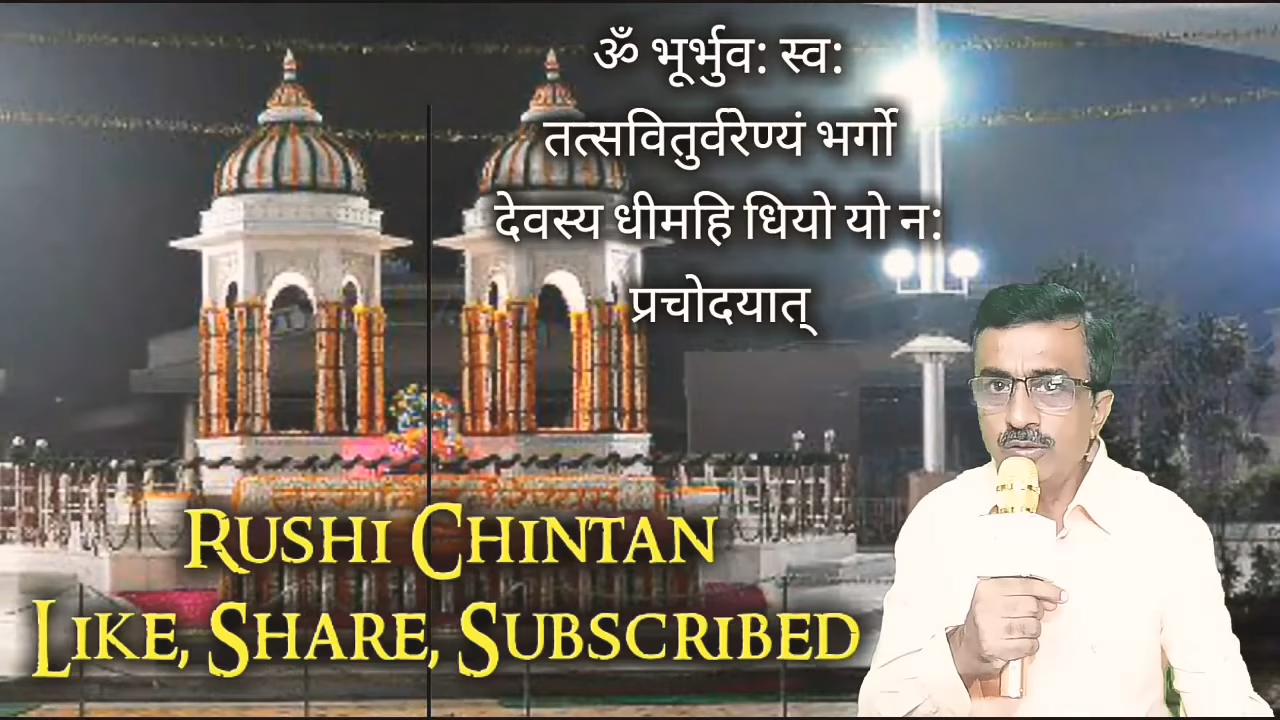 ॐ भूर्भुव: स्व:
तत्सवितुर्वरेण्यं भर्गो
देवस्य धीमहि धियो यो न:
प्रचोदयात्
Rushi Chintan
Like, Share, Subscribed